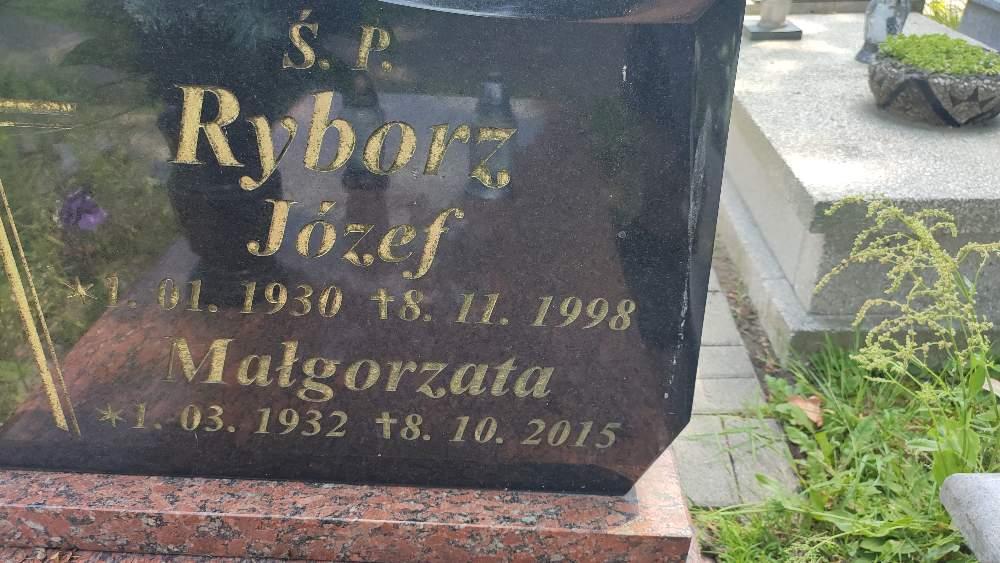 Ś. P.
Ryborz
Józef
*1. 01. 1930 ✝8. 11. 1998
Małgorzata
*1. 03. 1932 ✝8. 10. 2015